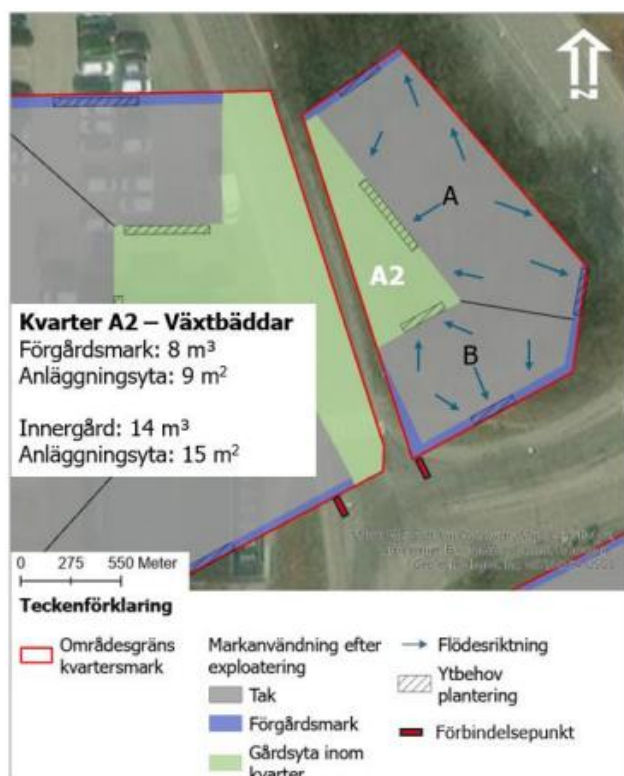 N
A
A2
B
Kvarter A2 – Växtbäddar
Förgårdsmark: 8 m³
Anläggningsyta: 9 m²
Innergård: 14 m³
Anläggningsyta: 15 m²
0 275 550 Meter
Teckenförklaring
Områdesgräns
kvartersmark
Markanvändning efter
exploatering
Tak
Förgårdsmark
Gårdsyta inom
kvarter
Flödesriktning
Ytbehov
plantering
Förbindelsepunkt